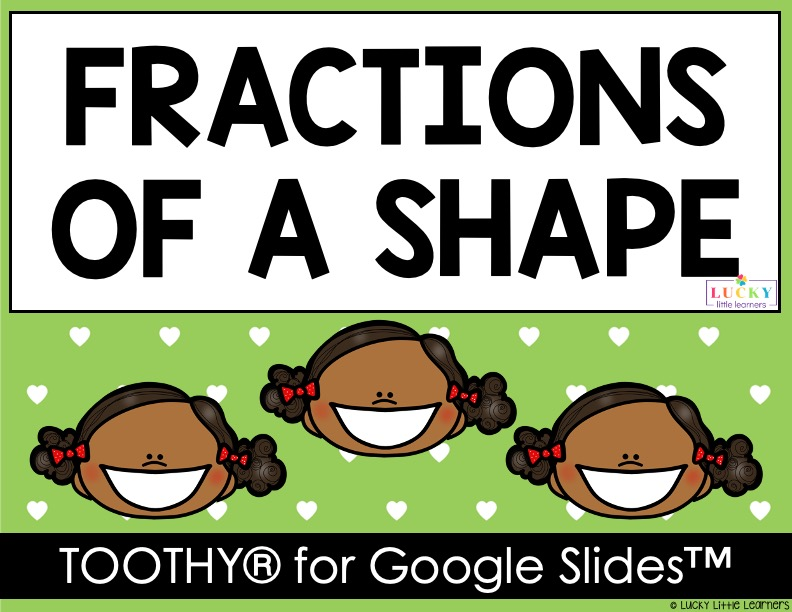 FRACTIONS
OF A SHAPE
LUCKY
little learners
TOOTHY® for Google Slides™
© Lucky Little Learners